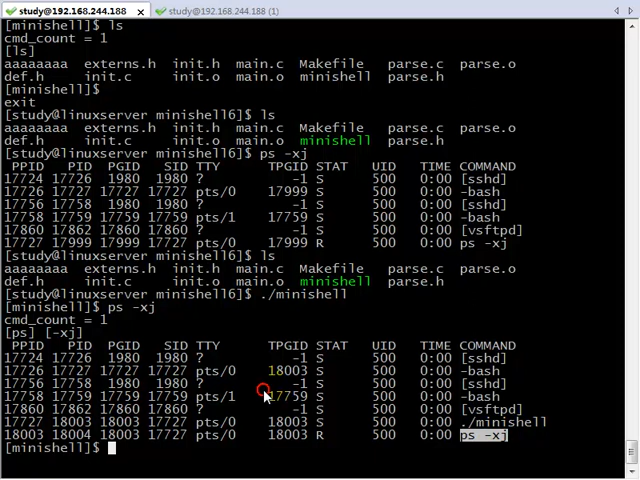 study@192.168.244.188 study@192.168.244.188 (1)
[minishell]$ ls
cmd_count = 1
[ls]
aaaaaaaa externs.h init.h main.c Makefile parse.c parse.o
def.h init.c init.o main.o minishell parse.h
[minishell]$
exit
[study@linuxserver minishell6]$ ls
aaaaaaaa externs.h init.h main.c Makefile parse.c parse.o
def.h init.c init.o main.o minishell parse.h
[study@linuxserver minishell6]$ ps -xj
PPID PID PGID SID TTY TPGID STAT UID TIME COMMAND
17724 17726 1980 1980 ? -1 S 500 0:00 [sshd]
17726 17727 17727 17727 pts/0 17999 S 500 0:00 -bash
17756 17758 1980 1980 ? -1 S 500 0:00 [sshd]
17758 17759 17759 17759 pts/1 17759 S 500 0:00 -bash
17860 17862 17860 17860 ? -1 S 500 0:00 [vsftpd]
17727 17999 17999 17727 pts/0 17999 R 500 0:00 ps -xj
[study@linuxserver minishell6]$ ls
aaaaaaaa externs.h init.h main.c Makefile parse.c parse.o
def.h init.c init.o main.o minishell parse.h
[study@linuxserver minishell6]$ ./minishell
[minishell]$ ps -xj
cmd_count = 1
[ps] [-xj]
PPID PID PGID SID TTY TPGID STAT UID TIME COMMAND
17724 17726 1980 1980 ? -1 S 500 0:00 [sshd]
17726 17727 17727 17727 pts/0 18003 S 500 0:00 -bash
17756 17758 1980 1980 ? -1 S 500 0:00 [sshd]
17758 17759 17759 17759 pts/1 17759 S 500 0:00 -bash
17860 17862 17860 17860 ? -1 S 500 0:00 [vsftpd]
17727 18003 18003 17727 pts/0 18003 S 500 0:00 ./minishell
18003 18004 18003 17727 pts/0 18003 R 500 0:00 ps -xj
[minishell]$